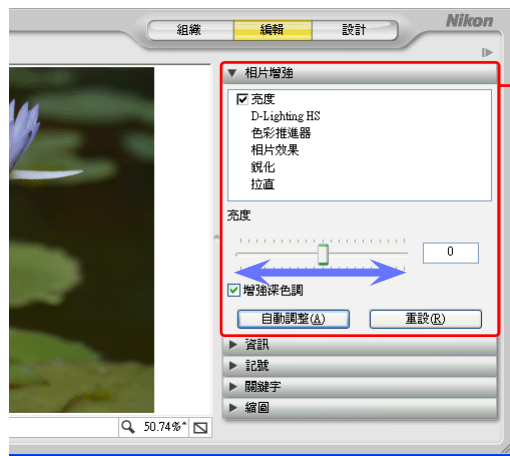 Nikon
組織 編輯 設計
相片增強
亮度
D-Lighting HS
色彩推進器
相片效果
銳化
拉直
亮度
0
增強深色調
自動調整(A) 重設(R)
資訊
記號
關鍵字
縮圖
50.74%*